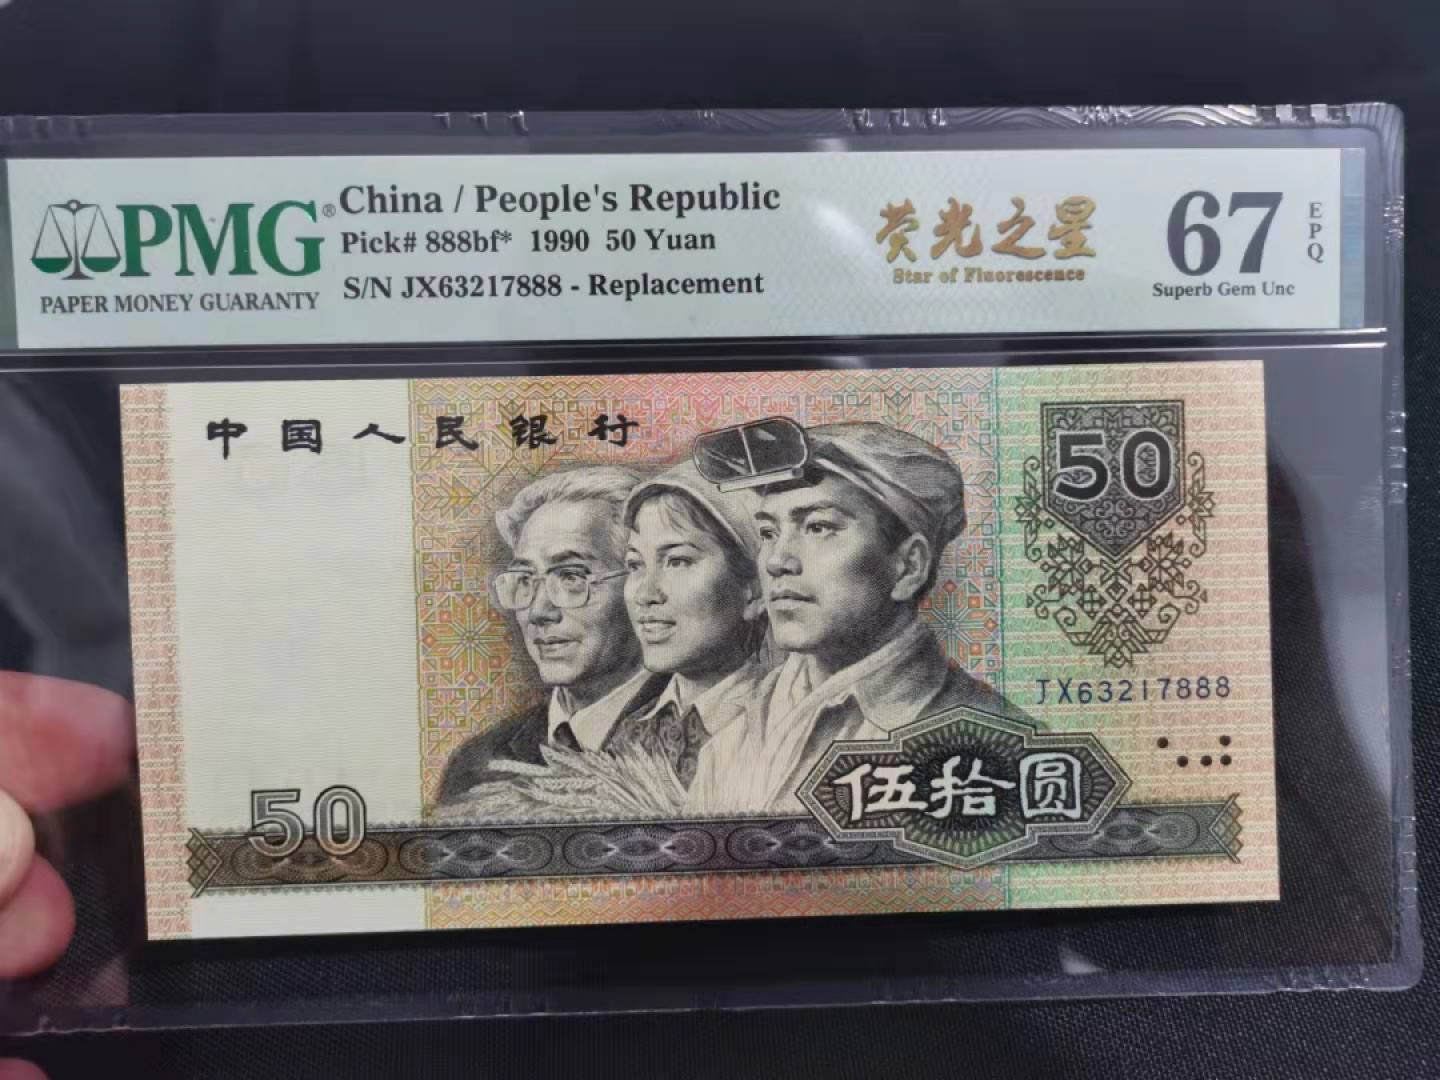 PMG®
PAPER MONEY GUARANTY
China / People's Republic
Pick# 888bf* 1990 50 Yuan
S/N JX63217888 - Replacement
荧光之星
Star of Fluorescence
67
EPQ
Superb Gem Unc
中国人民银行
50
JX63217888
伍拾圆
50